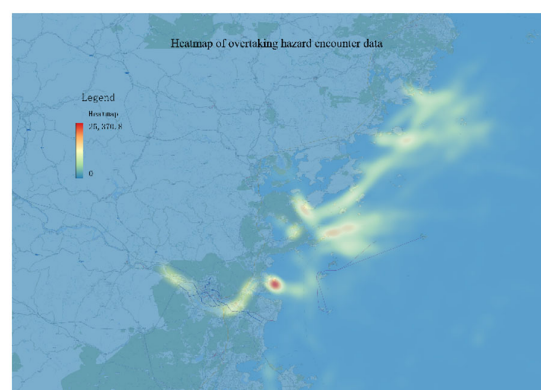 Heatmap of overtaking hazard encounter data
Legend
Heatmap
25,370.8
0